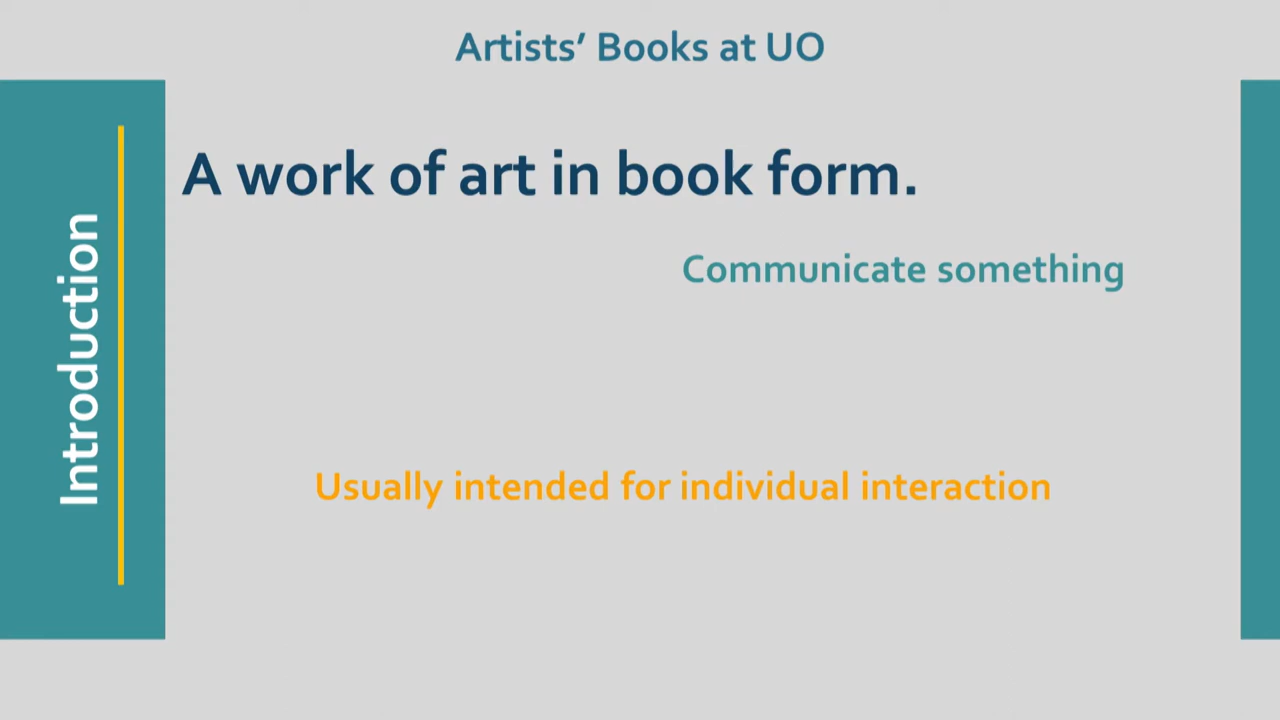 Artists’ Books at UO
Introduction
A work of art in book form.
Communicate something
Usually intended for individual interaction